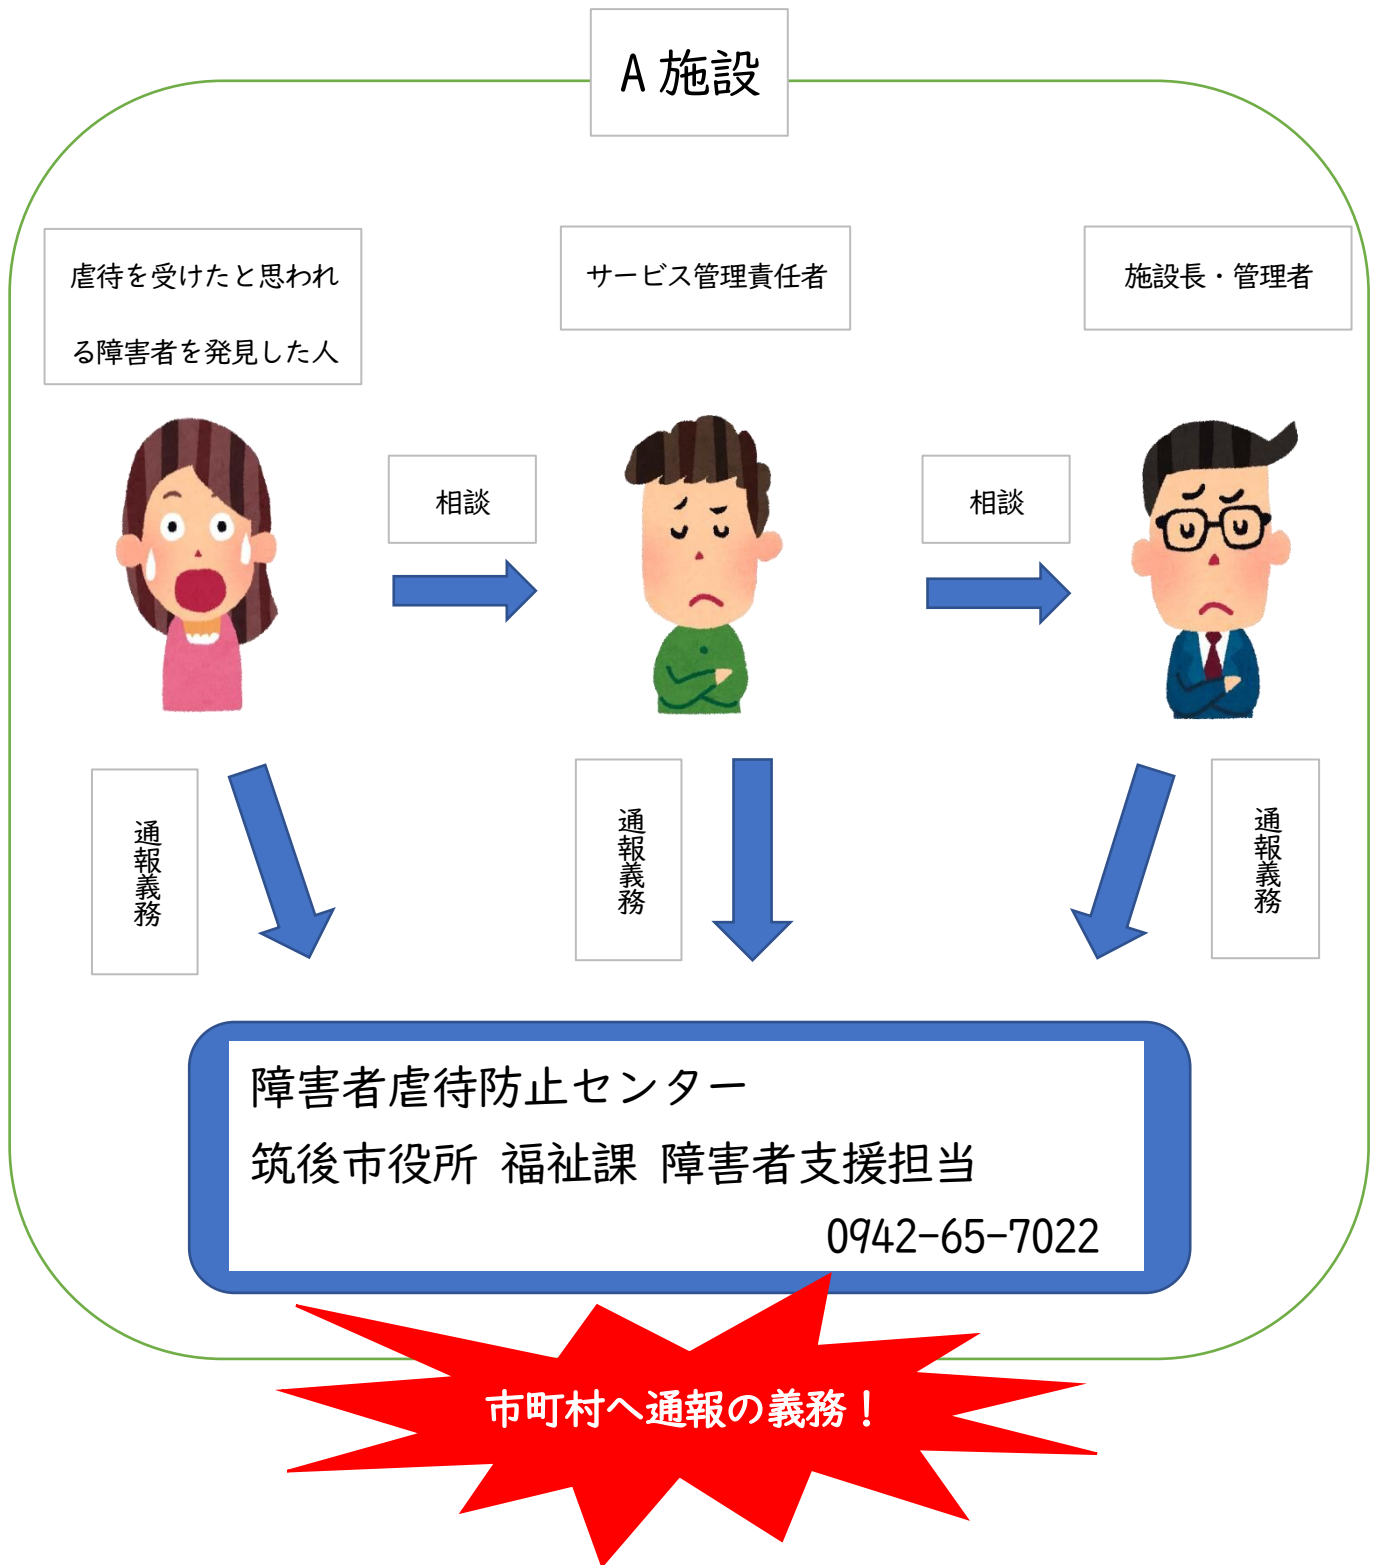 A 施設
虐待を受けたと思われ
る障害者を発見した人
サービス管理責任者
施設長・管理者
相談
相談
通報義務
通報義務
通報義務
障害者虐待防止センター
筑後市役所 福祉課 障害者支援担当
0942-65-7022
市町村へ通報の義務！